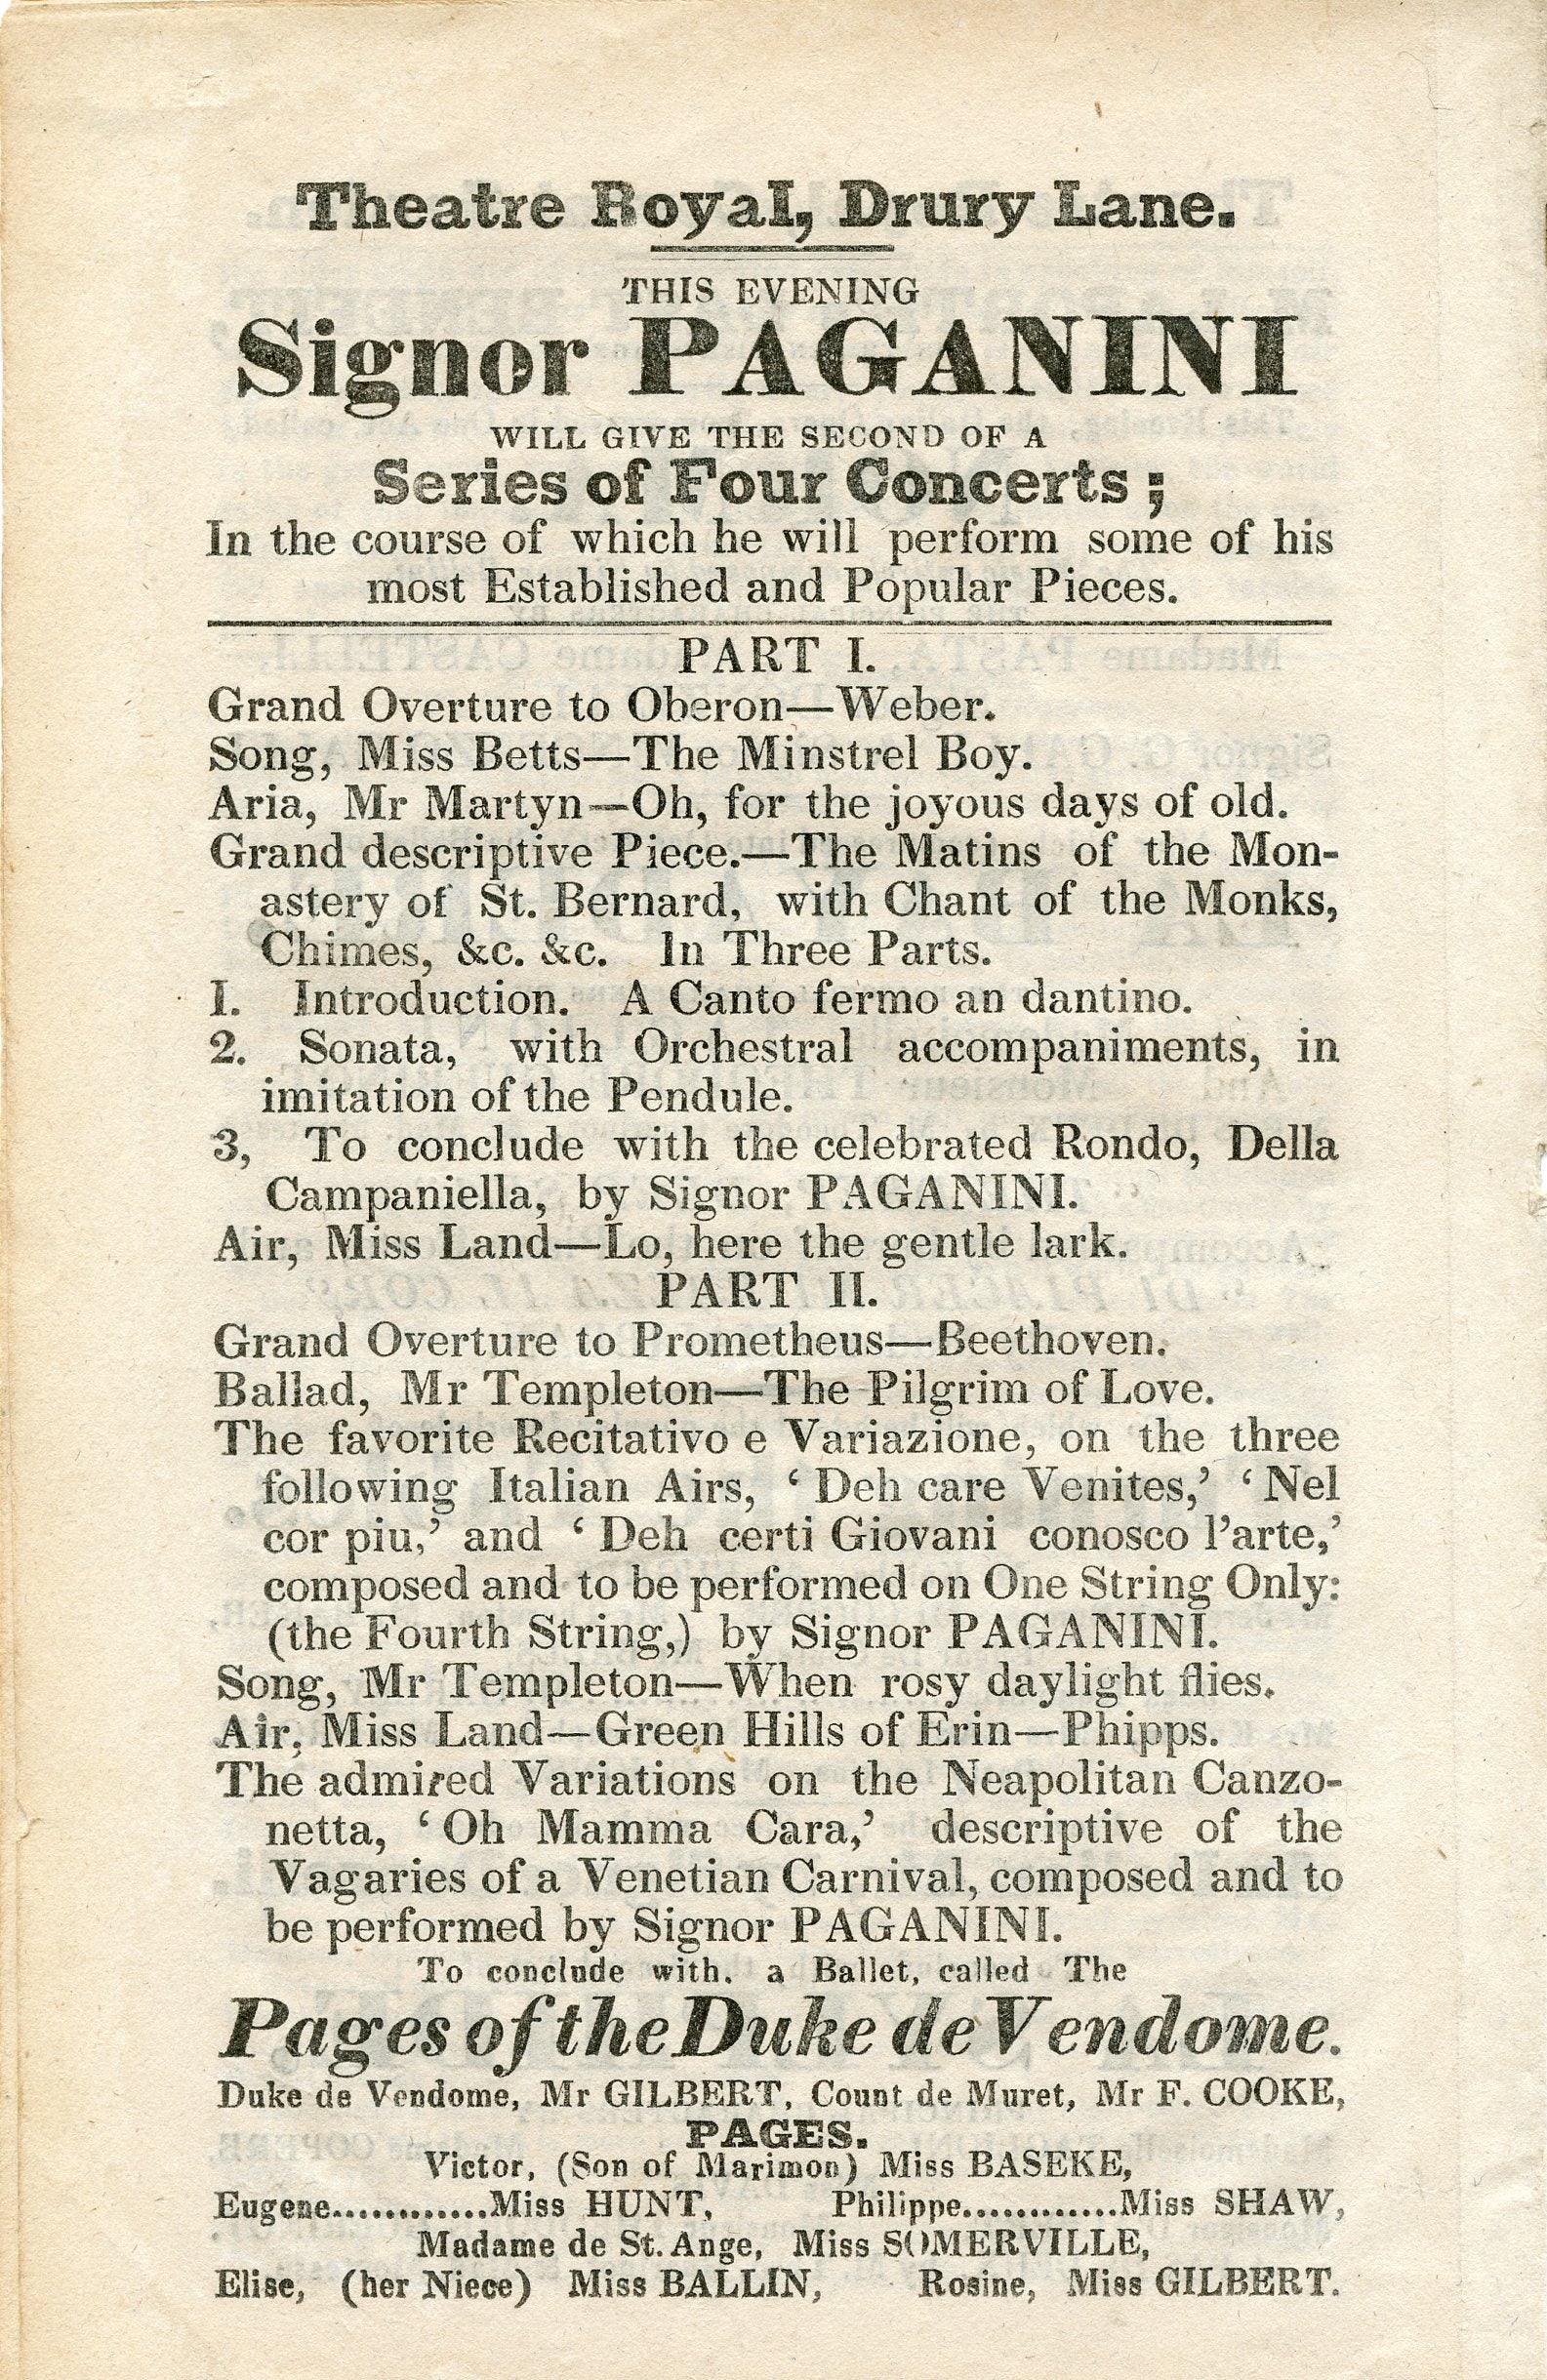 Theatre Royal, Drury Lane.
THIS EVENING
Signor PAGANINI
WILL GIVE THE SECOND OF A
Series of Four Concerts ;
In the course of which he will perform some of his
most Established and Popular Pieces.
PART I.
Grand Overture to Oberon—Weber.
Song, Miss Betts—The Minstrel Boy.
Aria, Mr Martyn—Oh, for the joyous days of old.
Grand descriptive Piece.—The Matins of the Mon-
astery of St. Bernard, with Chant of the Monks,
Chimes, &c. &c. In Three Parts.
I. Introduction. A Canto fermo an dantino.
2. Sonata, with Orchestral accompaniments, in
imitation of the Pendule.
3, To conclude with the celebrated Rondo, Della
Campaniella, by Signor PAGANINI.
Air, Miss Land—Lo, here the gentle lark.
PART II.
Grand Overture to Prometheus—Beethoven.
Ballad, Mr Templeton—The Pilgrim of Love.
The favorite Recitativo e Variazione, on the three
following Italian Airs, ‘ Deh care Venites,’ ‘ Nel
cor piu,’ and ‘ Deh certi Giovani conosco l’arte,’
composed and to be performed on One String Only:
(the Fourth String,) by Signor PAGANINI.
Song, Mr Templeton—When rosy daylight flies.
Air, Miss Land—Green Hills of Erin—Phipps.
The admired Variations on the Neapolitan Canzo-
netta, ‘ Oh Mamma Cara,’ descriptive of the
Vagaries of a Venetian Carnival, composed and to
be performed by Signor PAGANINI.
To conclude with. a Ballet, called The
Pages of the Duke de Vendome.
Duke de Vendome, Mr GILBERT, Count de Muret, Mr F. COOKE,
PAGES.
Victor, (Son of Marimon) Miss BASEKE,
Eugene............Miss HUNT, Philippe............Miss SHAW,
Madame de St. Ange, Miss SOMERVILLE,
Elise, (her Niece) Miss BALLIN, Rosine, Miss GILBERT.